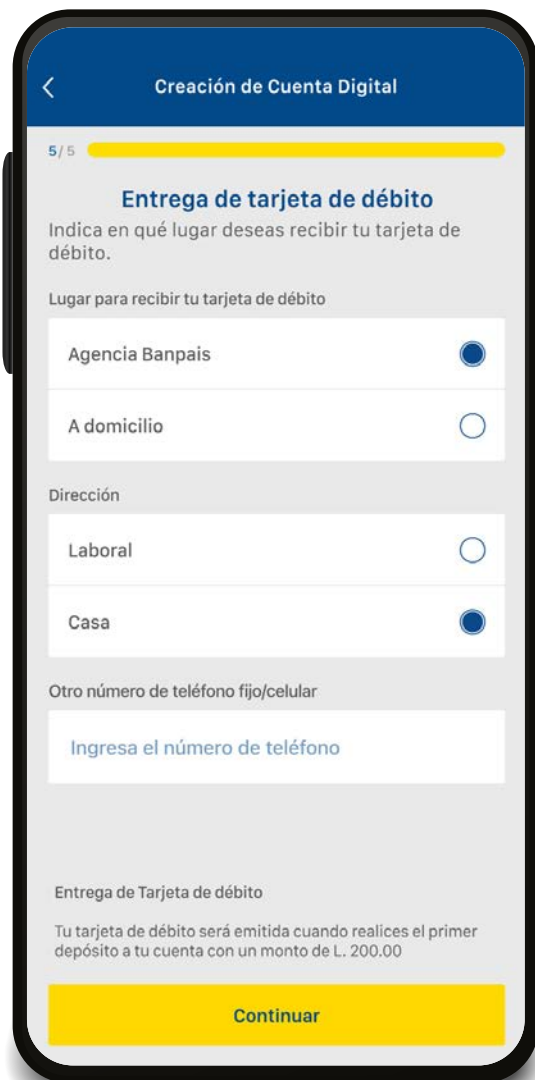 Creación de Cuenta Digital
5/5
Entrega de tarjeta de débito
Indica en qué lugar deseas recibir tu tarjeta de
débito.
Lugar para recibir tu tarjeta de débito
Agencia Banpais
A domicilio
Dirección
Laboral
Casa
Otro número de teléfono fijo/celular
Ingresa el número de teléfono
Entrega de Tarjeta de débito
Tu tarjeta de débito será emitida cuando realices el primer
depósito a tu cuenta con un monto de L. 200.00
Continuar